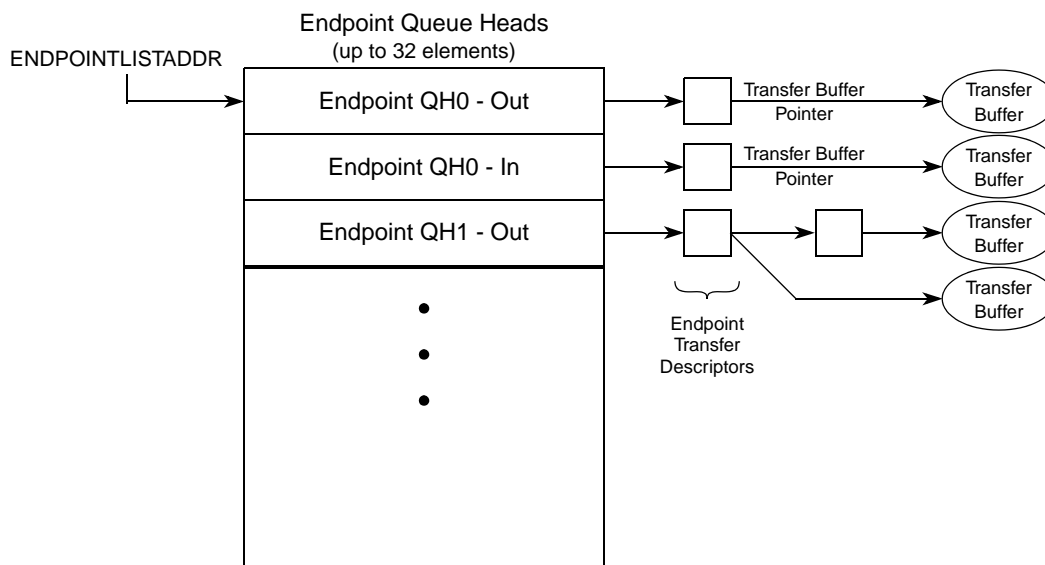 Endpoint Queue Heads
(up to 32 elements)
ENDPOINTLISTADDR
Endpoint QH0 - Out
Transfer Buffer
Pointer
Transfer
Buffer
Endpoint QH0 - In
Transfer Buffer
Pointer
Transfer
Buffer
Endpoint QH1 - Out
Transfer
Buffer
Transfer
Buffer
Endpoint
Transfer
Descriptors